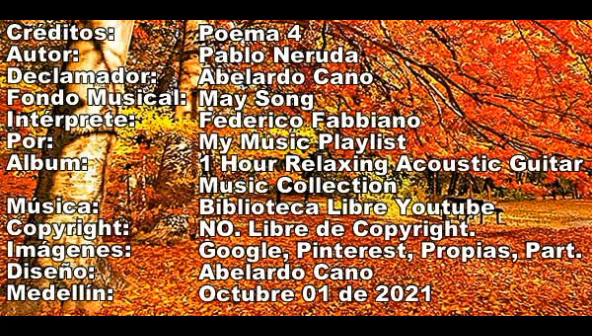 Créditos: Poema 4
Autor: Pablo Neruda
Declamador: Abelardo Cano
Fondo Musical: May Song
Intérprete: Federico Fabbiano
Por: My Music Playlist
Album: 1 Hour Relaxing Acoustic Guitar
Music Collection
Música: Biblioteca Libre Youtube.
Copyright: NO. Libre de Copyright.
Imágenes: Google, Pinterest, Propias, Part.
Diseño: Abelardo Cano
Medellín: Octubre 01 de 2021